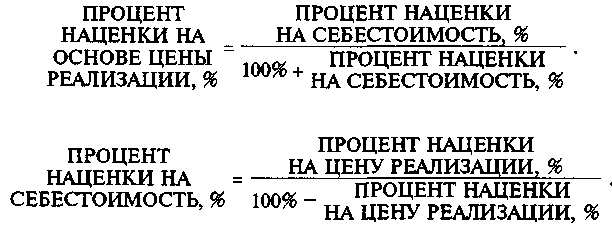 ПРОЦЕНТ
НАЦЕНКИ НА
ОСНОВЕ ЦЕНЫ
РЕАЛИЗАЦИИ, %
=
ПРОЦЕНТ НАЦЕНКИ
НА СЕБЕСТОИМОСТЬ, %
100% +
ПРОЦЕНТ НАЦЕНКИ
НА СЕБЕСТОИМОСТЬ, %
.
ПРОЦЕНТ
НАЦЕНКИ НА
СЕБЕСТОИМОСТЬ, %
=
ПРОЦЕНТ НАЦЕНКИ
НА ЦЕНУ РЕАЛИЗАЦИИ, %
100% −
ПРОЦЕНТ НАЦЕНКИ
НА ЦЕНУ РЕАЛИЗАЦИИ, %
.